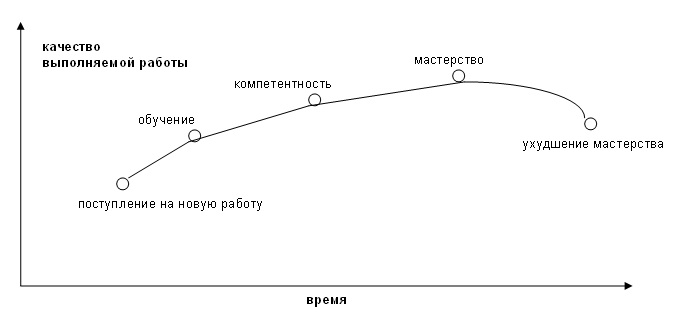 качество
выполняемой работы
мастерство
компетентность
обучение
ухудшение мастерства
поступление на новую работу
время